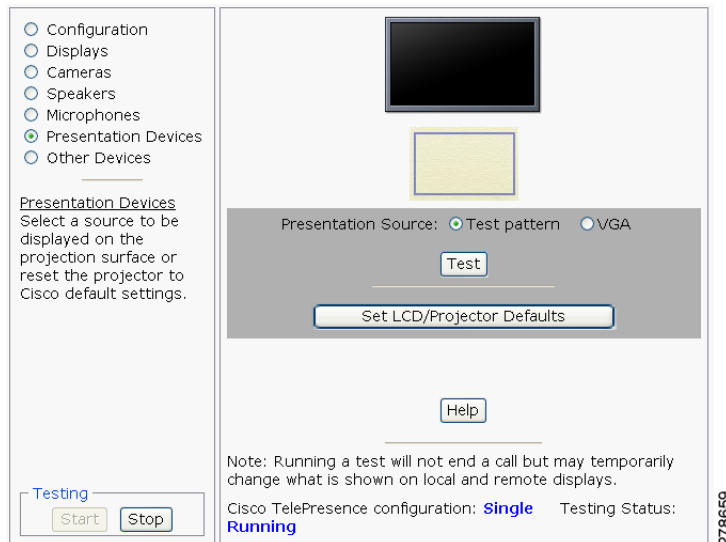 Configuration
Displays
Cameras
Speakers
Microphones
Presentation Devices
Other Devices
Presentation Devices
Select a source to be
displayed on the
projection surface or
reset the projector to
Cisco default settings.
Testing
Start Stop
Presentation Source: Test pattern VGA
Test
Set LCD/Projector Defaults
Help
Note: Running a test will not end a call but may temporarily
change what is shown on local and remote displays.
Cisco TelePresence configuration: Single Testing Status:
Running
278659